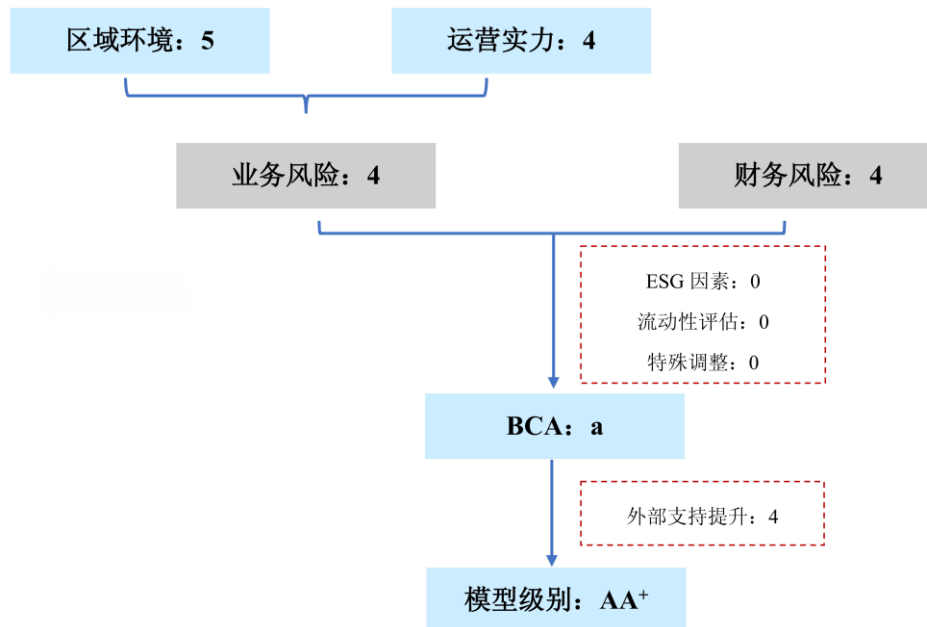 区域环境：5
运营实力：4
业务风险：4
财务风险：4
ESG 因素：0
流动性评估：0
特殊调整：0
BCA：a
外部支持提升：4
模型级别：AA⁺